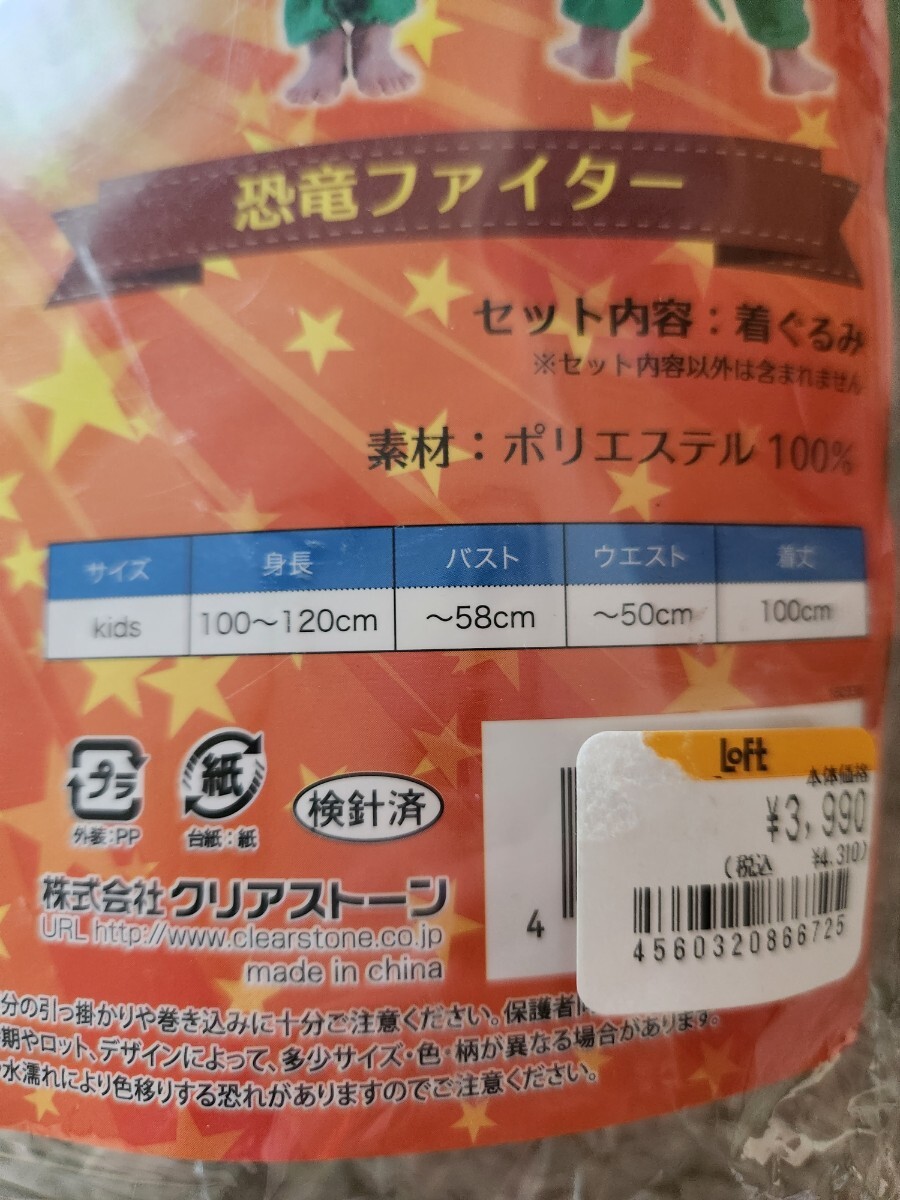 恐竜ファイター
セット内容：着ぐるみ
※セット内容以外は含まれません
素材：ポリエステル 100%
サイズ 身長 バスト ウエスト 着丈
kids 100～120cm ～58cm ～50cm 100cm
プラ 紙 検針済
外装：PP 台紙：紙
株式会社クリアストーン
URL http://www.clearstone.co.jp
made in china
4
Loft
本体価格
¥3,990
(税込 ¥4,310)
4560320866725
分の引っ掛かりや巻き込みに十分ご注意ください。保護者
期やロット、デザインによって、多少サイズ・色・柄が異なる場合があります。
水濡れにより色移りする恐れがありますのでご注意ください。